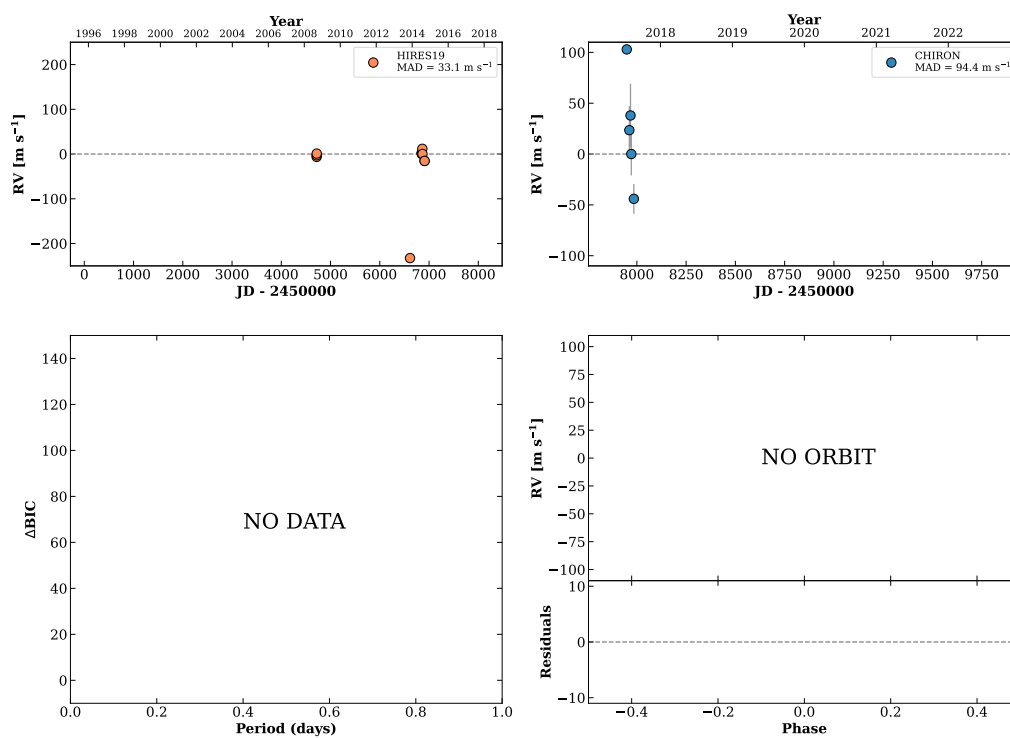 Year
1996 1998 2000 2002 2004 2006 2008 2010 2012 2014 2016 2018
HIRES19
MAD = 33.1 m s⁻¹
RV [m s⁻¹]
200
100
0
−100
−200
0 1000 2000 3000 4000 5000 6000 7000 8000
JD - 2450000
Year
2018 2019 2020 2021 2022
CHIRON
MAD = 94.4 m s⁻¹
RV [m s⁻¹]
100
50
0
−50
−100
8000 8250 8500 8750 9000 9250 9500 9750
JD - 2450000
ΔBIC
140
120
100
80
60
40
20
0
NO DATA
0.0 0.2 0.4 0.6 0.8 1.0
Period (days)
RV [m s⁻¹]
100
75
50
25
0
−25
−50
−75
−100
NO ORBIT
Residuals
10
0
−10
−0.4 −0.2 0.0 0.2 0.4
Phase